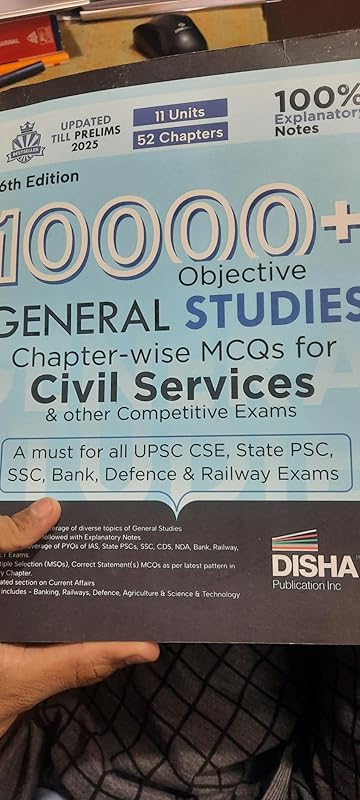 UPDATED
TILL PRELIMS
2025
BESTSELLER
11 Units
52 Chapters
100%
Explanatory
Notes
6th Edition
10000+
Objective
GENERAL STUDIES
Chapter-wise MCQs for
Civil Services
& other Competitive Exams
A must for all UPSC CSE, State PSC,
SSC, Bank, Defence & Railway Exams
of diverse topics of General Studies
followed with Explanatory Notes
of PYQs of IAS, State PSCs, SSC, CDS, NDA, Bank, Railway,
Exams.
Selection (MSQs), Correct Statement(s) MCQs as per latest pattern in
Chapter.
section on Current Affairs
includes - Banking, Railways, Defence, Agriculture & Science & Technology
DISHA
Publication Inc